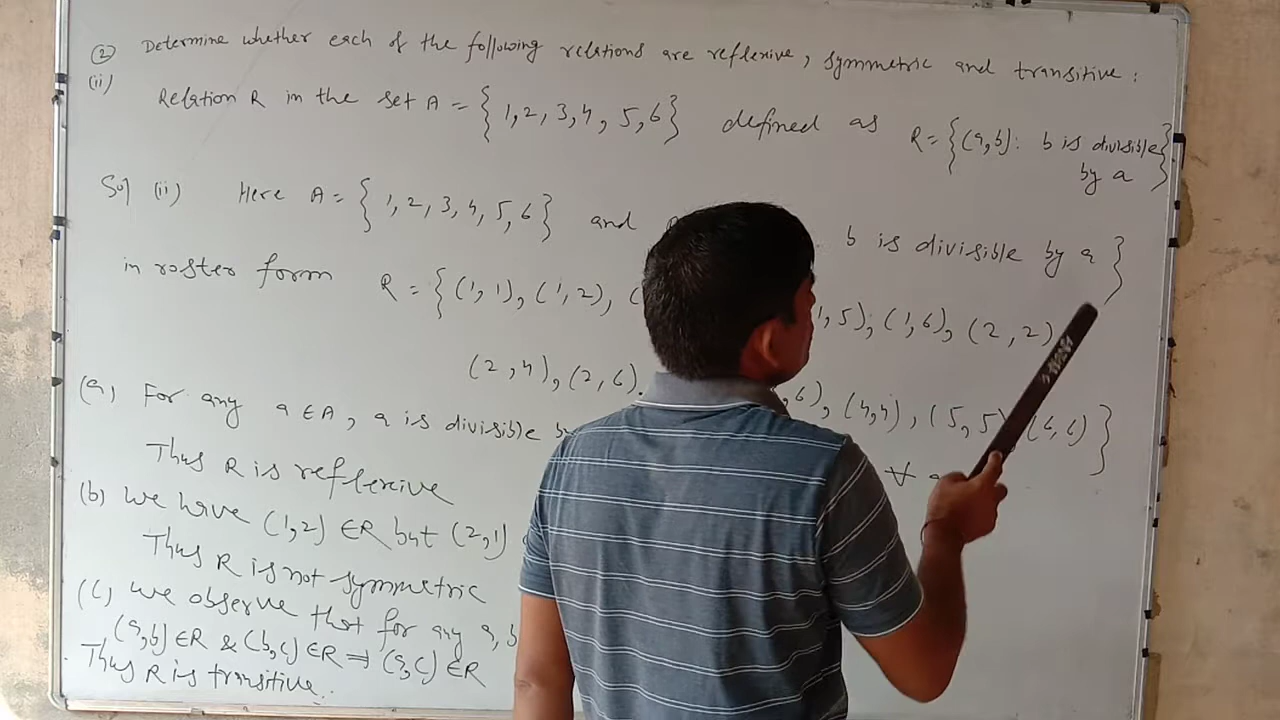 ② Determine whether each of the following relations are reflexive, symmetric and transitive:
(ii) Relation R in the set A = {1, 2, 3, 4, 5, 6} defined as R = {(a, b): b is divisible by a}
Sol (ii) Here A = {1, 2, 3, 4, 5, 6} and b is divisible by a}
in roster form R = {(1, 1), (1, 2), ( 1, 5), (1, 6), (2, 2)
(2, 4), (2, 6), , 6), (4, 4), (5, 5) (6, 6)}
(a) For any a ∈ A, a is divisible ∀
Thus R is reflexive
(b) we have (1, 2) ∈ R but (2, 1)
Thus R is not symmetric
(c) we observe that for any a, b
(a, b) ∈ R & (b, c) ∈ R ⇒ (a, c) ∈ R
Thus R is transitive.